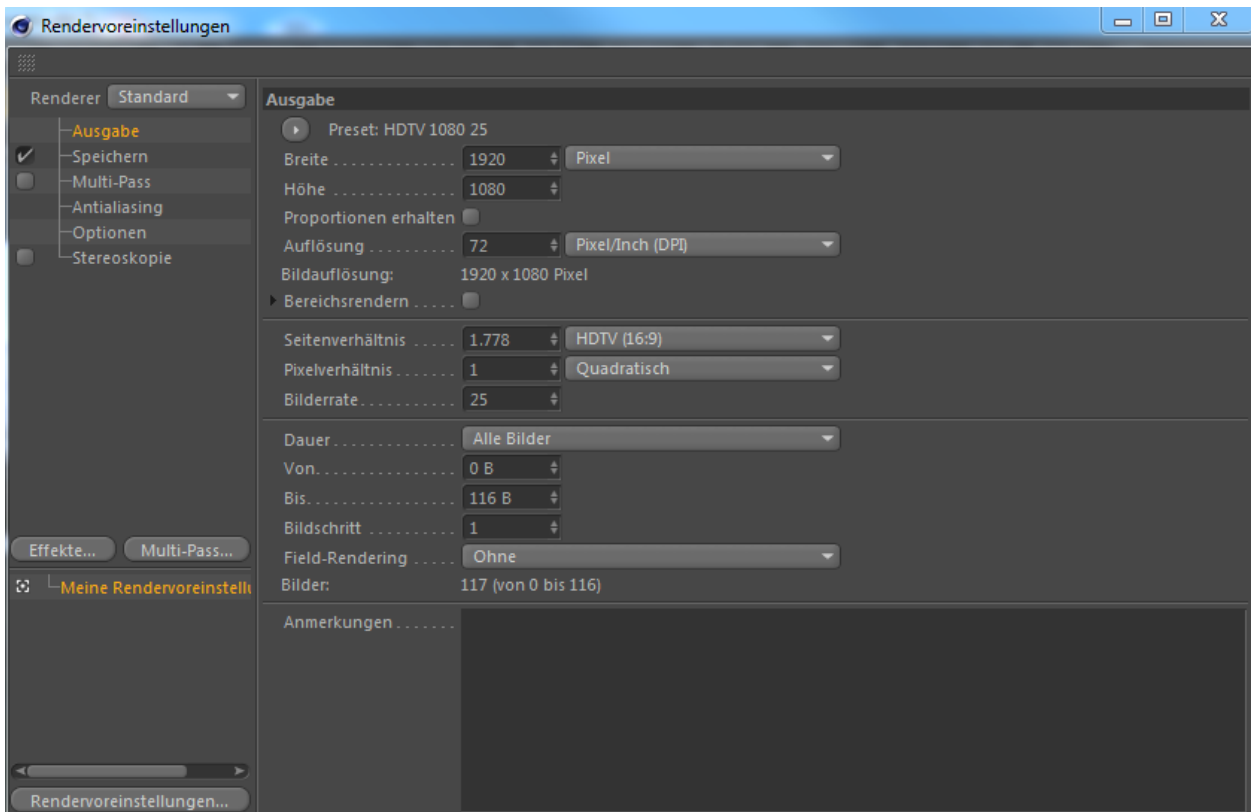 Rendervoreinstellungen
Renderer Standard
Ausgabe
Speichern
Multi-Pass
Antialiasing
Optionen
Stereoskopie
Effekte... Multi-Pass...
Meine Rendervoreinstellu
Rendervoreinstellungen...
Ausgabe
Preset: HDTV 1080 25
Breite . . . . . . . . . . . . . . 1920 Pixel
Höhe . . . . . . . . . . . . . . 1080
Proportionen erhalten
Auflösung . . . . . . . . . . 72 Pixel/Inch (DPI)
Bildauflösung: 1920 x 1080 Pixel
Bereichsrendern . . . . .
Seitenverhältnis . . . . . 1.778 HDTV (16:9)
Pixelverhältnis . . . . . . . 1 Quadratisch
Bilderrate. . . . . . . . . . . 25
Dauer . . . . . . . . . . . . . . Alle Bilder
Von. . . . . . . . . . . . . . . . 0 B
Bis. . . . . . . . . . . . . . . . . 116 B
Bildschritt . . . . . . . . . . 1
Field-Rendering . . . . . Ohne
Bilder: 117 (von 0 bis 116)
Anmerkungen . . . . . . .